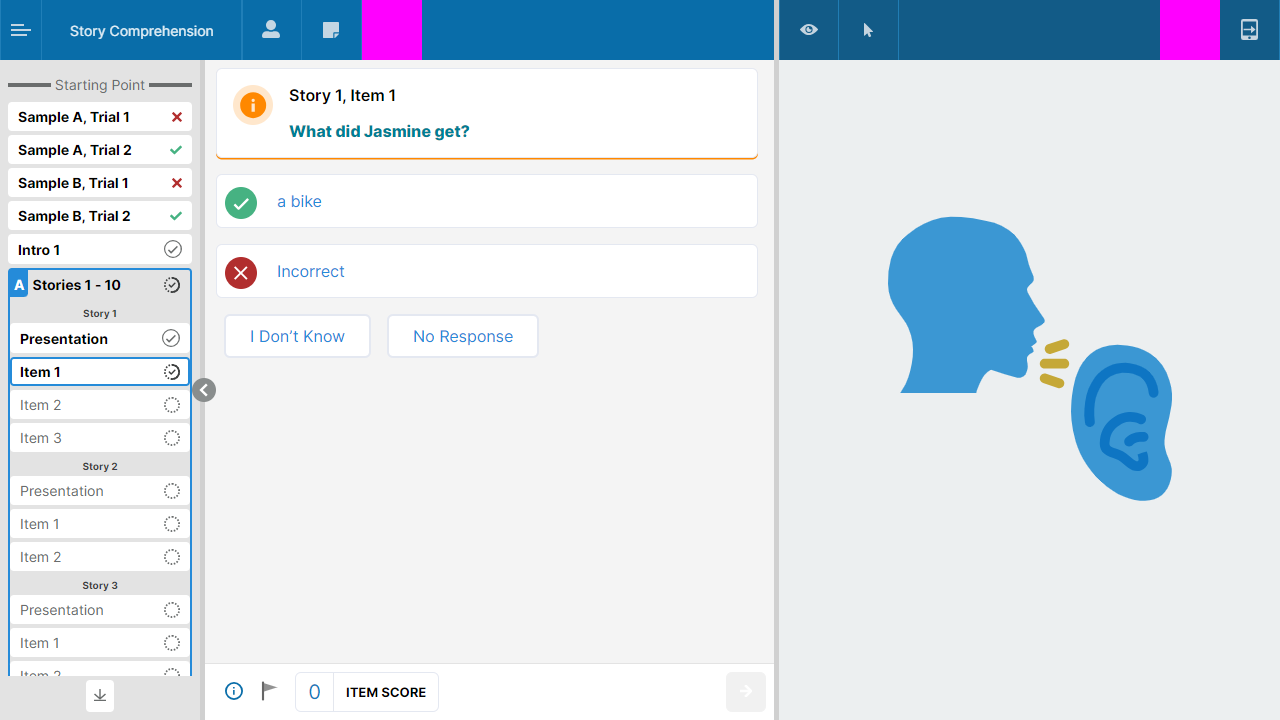 Story Comprehension
Starting Point
Sample A, Trial 1
Sample A, Trial 2
Sample B, Trial 1
Sample B, Trial 2
Intro 1
A Stories 1 - 10
Story 1
Presentation
Item 1
Item 2
Item 3
Story 2
Presentation
Item 1
Item 2
Story 3
Presentation
Item 1
Item 2
Story 1, Item 1
What did Jasmine get?
a bike
Incorrect
I Don’t Know
No Response
0 ITEM SCORE